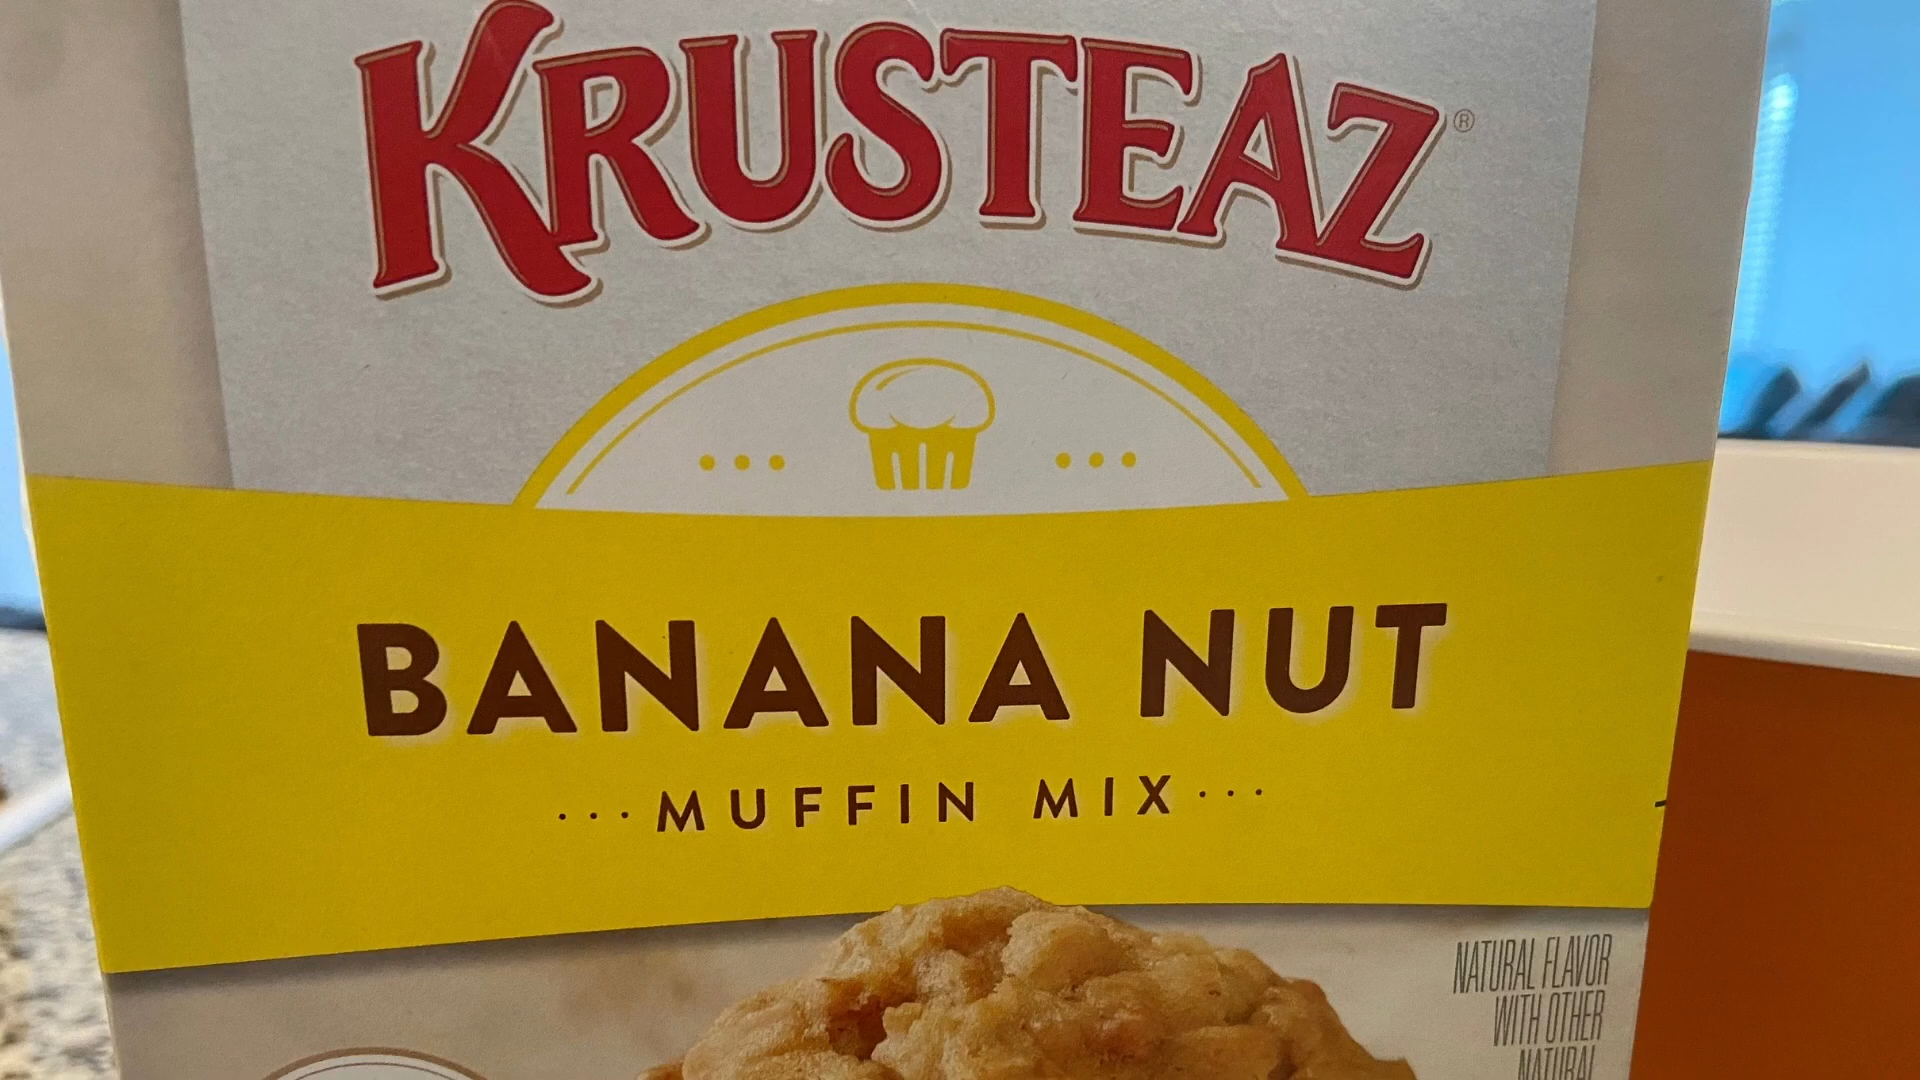 KRUSTEAZ®
BANANA NUT
···MUFFIN MIX···
NATURAL FLAVOR
WITH OTHER
NATURAL